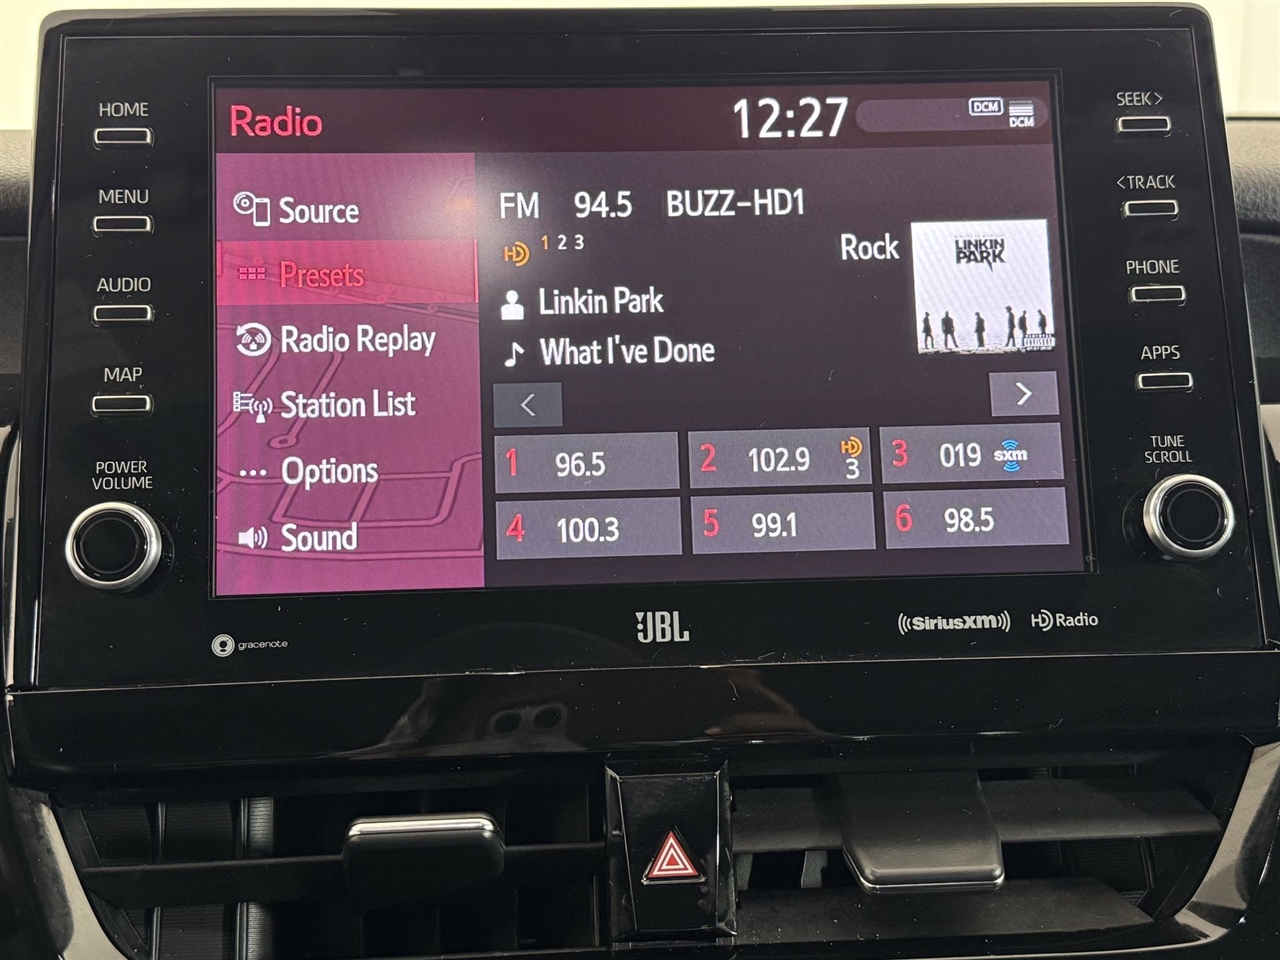 HOME
MENU
AUDIO
MAP
POWER
VOLUME
Radio
12:27
DCM
DCM
Source
Presets
Radio Replay
Station List
Options
Sound
FM 94.5 BUZZ-HD1
HD 1 2 3
Rock
LINKIN
PARK
Linkin Park
What I've Done
1 96.5
2 102.9 HD 3
3 019 sxm
4 100.3
5 99.1
6 98.5
SEEK >
< TRACK
PHONE
APPS
TUNE
SCROLL
gracenote
JBL
((SiriusXM))
HD Radio